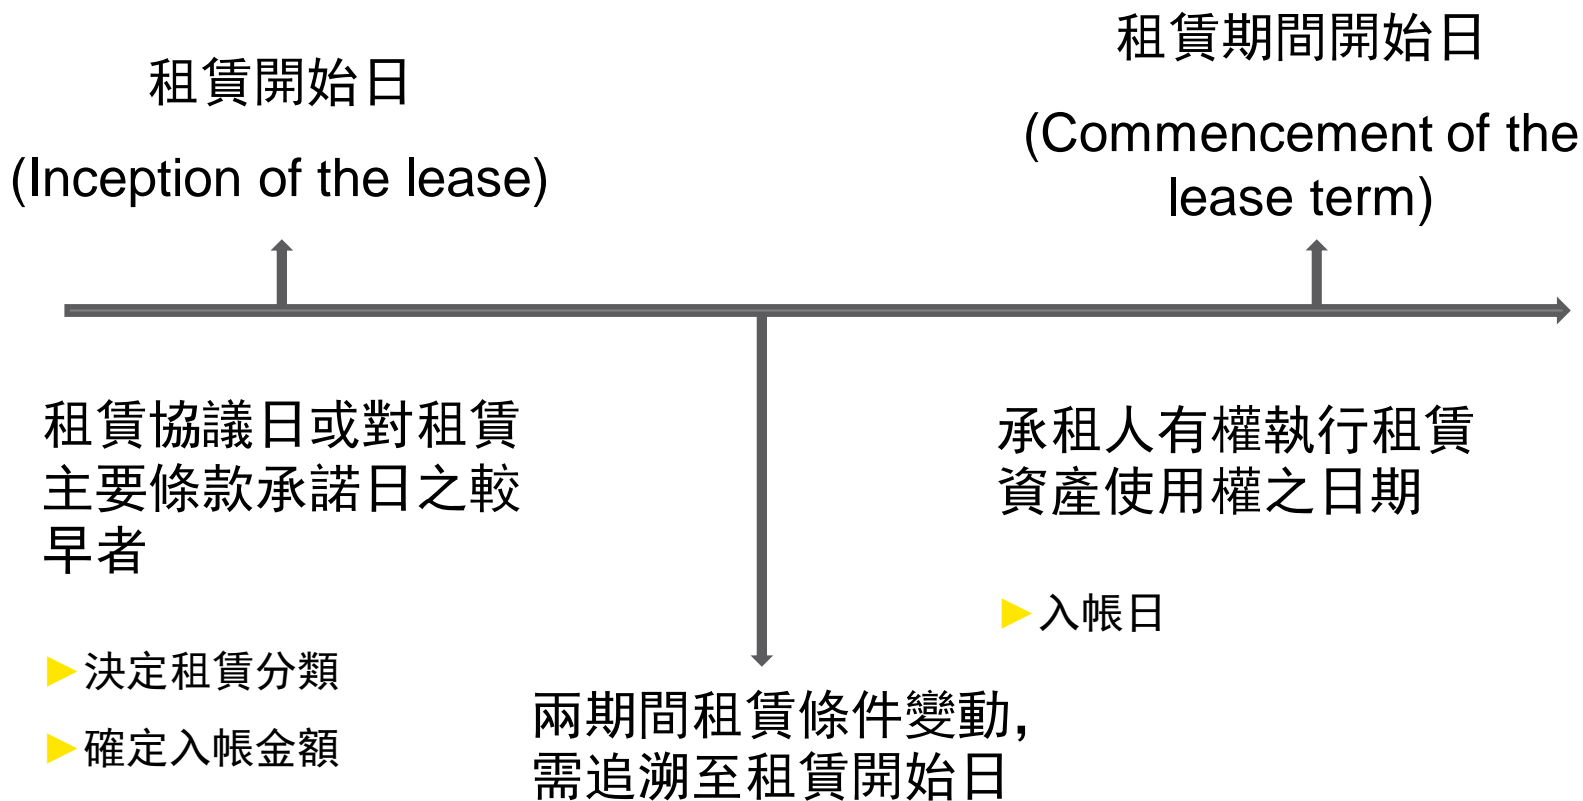 租賃開始日
(Inception of the lease)
租賃期間開始日
(Commencement of the
lease term)
租賃協議日或對租賃
主要條款承諾日之較
早者
►決定租賃分類
►確定入帳金額
兩期間租賃條件變動,
需追溯至租賃開始日
承租人有權執行租賃
資產使用權之日期
►入帳日